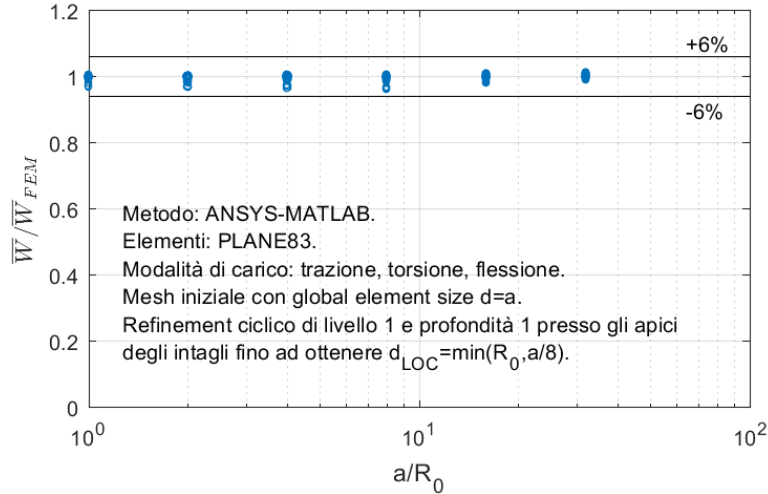 1.2
+6%
1
-6%
0.8
0.6
0.4
0.2
0
W̅/W̅_FEM
Metodo: ANSYS-MATLAB.
Elementi: PLANE83.
Modalità di carico: trazione, torsione, flessione.
Mesh iniziale con global element size d=a.
Refinement ciclico di livello 1 e profondità 1 presso gli apici
degli intagli fino ad ottenere d_LOC=min(R_0,a/8).
10^0
10^1
10^2
a/R_0